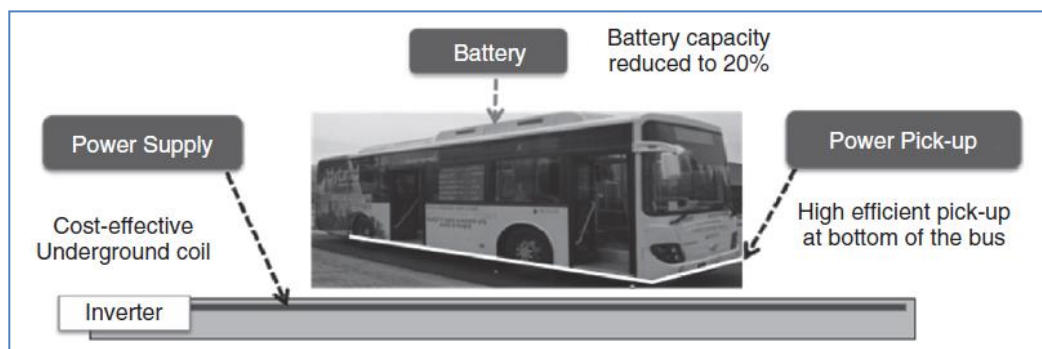 Battery
Battery capacity
reduced to 20%
Power Supply
Power Pick-up
Cost-effective
Underground coil
High efficient pick-up
at bottom of the bus
Inverter